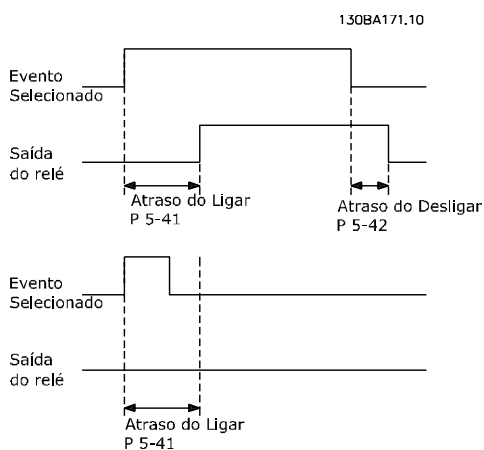 130BA171.10
Evento
Selecionado
Saída
do relé
Atraso do Ligar
P 5-41
Atraso do Desligar
P 5-42
Evento
Selecionado
Saída
do relé
Atraso do Ligar
P 5-41